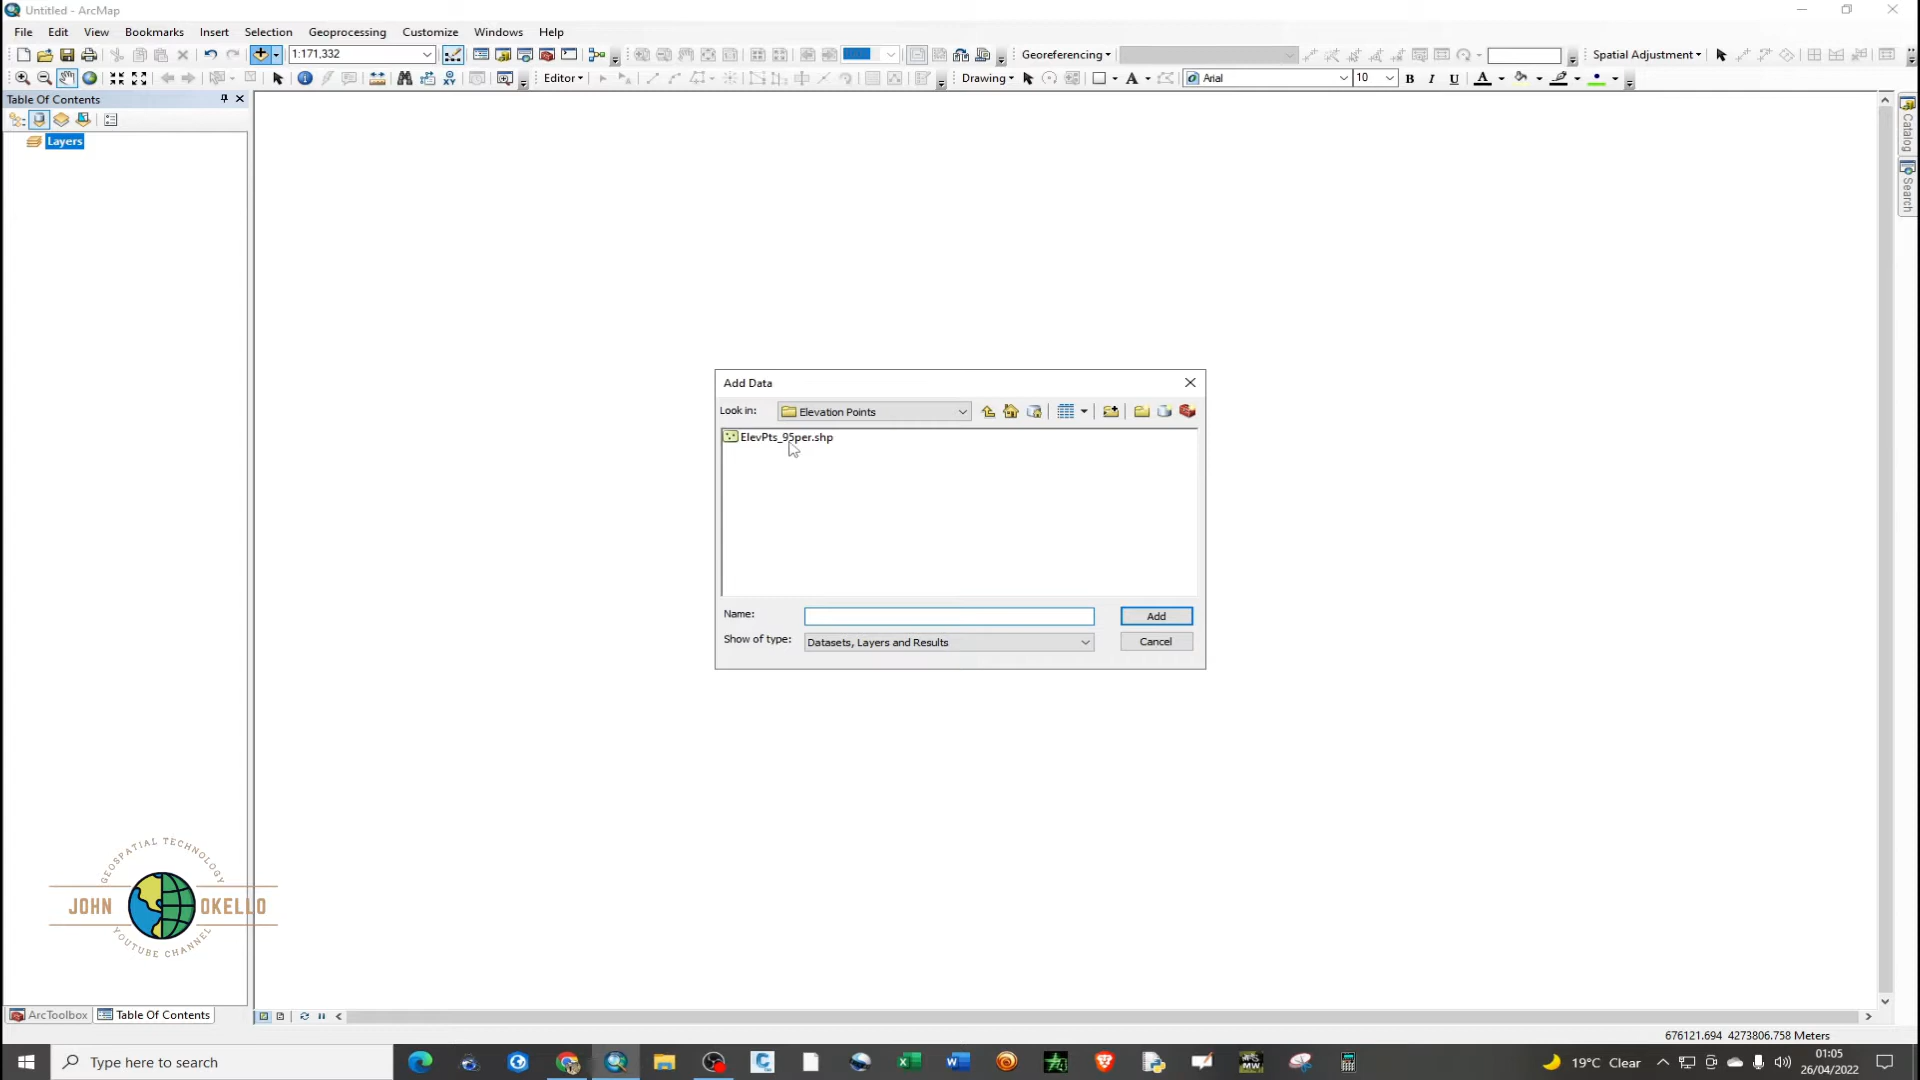 Untitled - ArcMap
File Edit View Bookmarks Insert Selection Geoprocessing Customize Windows Help
1:171,332 Georeferencing Spatial Adjustment
Editor Drawing Arial 10 B I U A
Table Of Contents
Layers
Catalog
Search
Add Data
Look in: Elevation Points
ElevPts_95per.shp
Name: Add
Show of type: Datasets, Layers and Results Cancel
GEOSPATIAL TECHNOLOGY
JOHN OKELLO
YOUTUBE CHANNEL
ArcToolbox Table Of Contents
676121.694 4273806.758 Meters
Type here to search
19°C Clear
01:05
26/04/2022